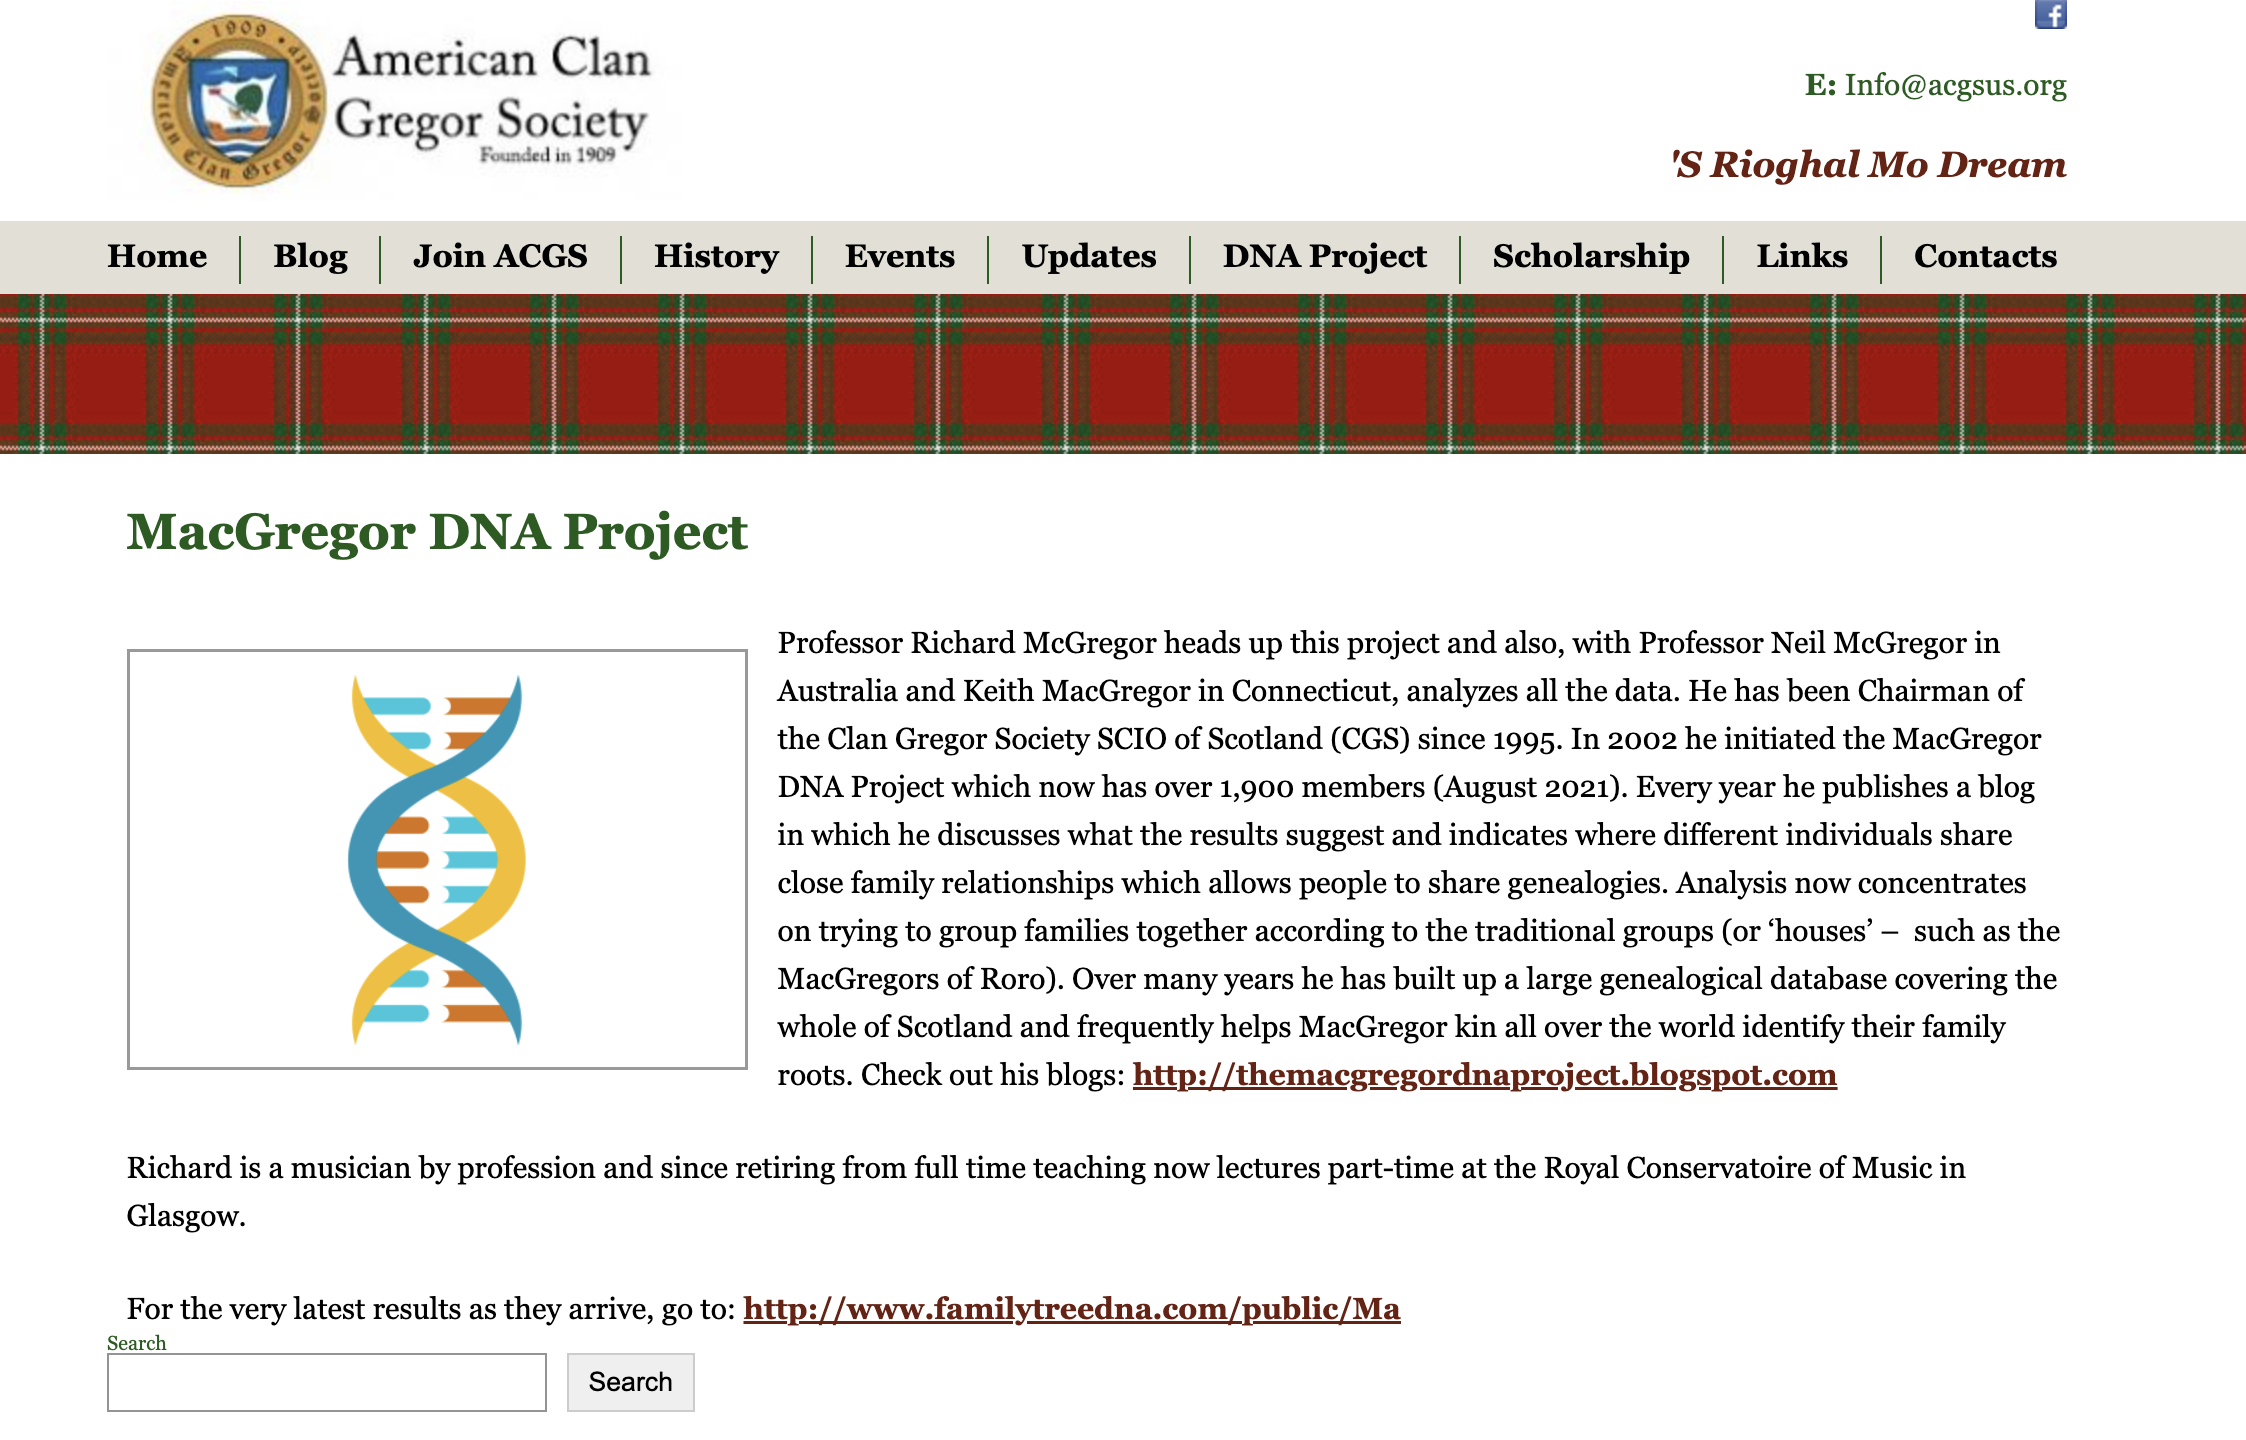 1909
American Clan Gregor Society
American Clan
Gregor Society
Founded in 1909
f
E: Info@acgsus.org
'S Rioghal Mo Dream
Home
Blog
Join ACGS
History
Events
Updates
DNA Project
Scholarship
Links
Contacts
MacGregor DNA Project
Professor Richard McGregor heads up this project and also, with Professor Neil McGregor in
Australia and Keith MacGregor in Connecticut, analyzes all the data. He has been Chairman of
the Clan Gregor Society SCIO of Scotland (CGS) since 1995. In 2002 he initiated the MacGregor
DNA Project which now has over 1,900 members (August 2021). Every year he publishes a blog
in which he discusses what the results suggest and indicates where different individuals share
close family relationships which allows people to share genealogies. Analysis now concentrates
on trying to group families together according to the traditional groups (or ‘houses’ –  such as the
MacGregors of Roro). Over many years he has built up a large genealogical database covering the
whole of Scotland and frequently helps MacGregor kin all over the world identify their family
roots. Check out his blogs: http://themacgregordnaproject.blogspot.com
Richard is a musician by profession and since retiring from full time teaching now lectures part-time at the Royal Conservatoire of Music in
Glasgow.
For the very latest results as they arrive, go to: http://www.familytreedna.com/public/Ma
Search
Search